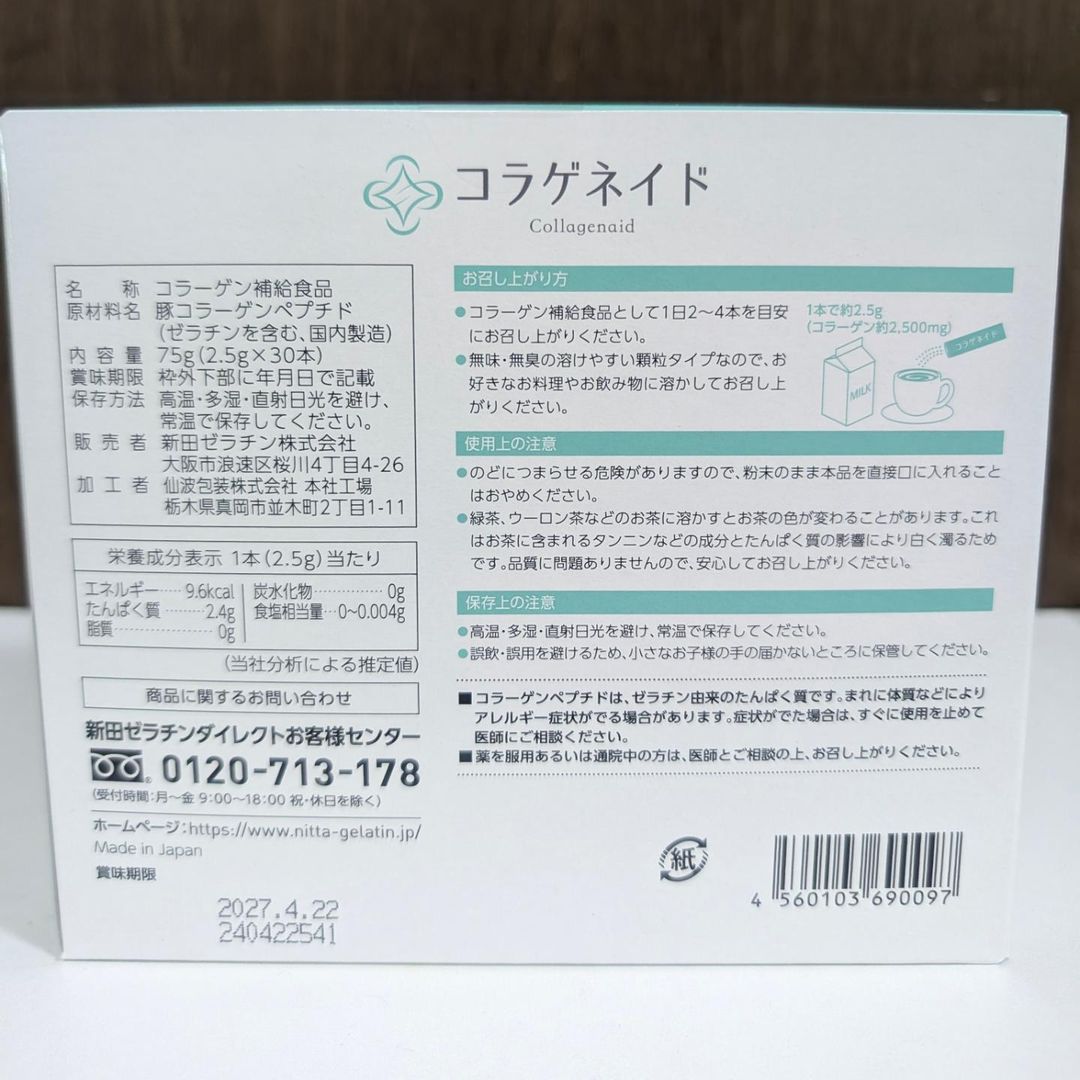 コラゲネイド
Collagenaid
名称 コラーゲン補給食品
原材料名 豚コラーゲンペプチド
(ゼラチンを含む、国内製造)
内容量 75g(2.5g×30本)
賞味期限 枠外下部に年月日で記載
保存方法 高温・多湿・直射日光を避け、
常温で保存してください。
販売者 新田ゼラチン株式会社
大阪市浪速区桜川4丁目4-26
加工者 仙波包装株式会社 本社工場
栃木県真岡市並木町2丁目1-11
栄養成分表示 1本(2.5g)当たり
エネルギー……9.6kcal 炭水化物……0g
たんぱく質……2.4g 食塩相当量…0〜0.004g
脂質……0g
(当社分析による推定値)
商品に関するお問い合わせ
新田ゼラチンダイレクトお客様センター
0120-713-178
(受付時間:月〜金 9:00〜18:00 祝・休日を除く)
ホームページ:https://www.nitta-gelatin.jp/
Made in Japan
賞味期限
2027.4.22
240422541
お召し上がり方
●コラーゲン補給食品として1日2〜4本を目安
にお召し上がりください。
●無味・無臭の溶けやすい顆粒タイプなので、お
好きなお料理やお飲み物に溶かしてお召し上
がりください。
1本で約2.5g
(コラーゲン約2,500mg)
コラゲネイド
MILK
使用上の注意
●のどにつまらせる危険がありますので、粉末のまま本品を直接口に入れること
はおやめください。
●緑茶、ウーロン茶などのお茶に溶かすとお茶の色が変わることがあります。これ
はお茶に含まれるタンニンなどの成分とたんぱく質の影響により白く濁るため
です。品質に問題ありませんので、安心してお召し上がりください。
保存上の注意
●高温・多湿・直射日光を避け、常温で保存してください。
●誤飲・誤用を避けるため、小さなお子様の手の届かないところに保管してください。
■コラーゲンペプチドは、ゼラチン由来のたんぱく質です。まれに体質などにより
アレルギー症状がでる場合があります。症状がでた場合は、すぐに使用を止めて
医師にご相談ください。
■薬を服用あるいは通院中の方は、医師とご相談の上、お召し上がりください。
紙
4 560103 690097